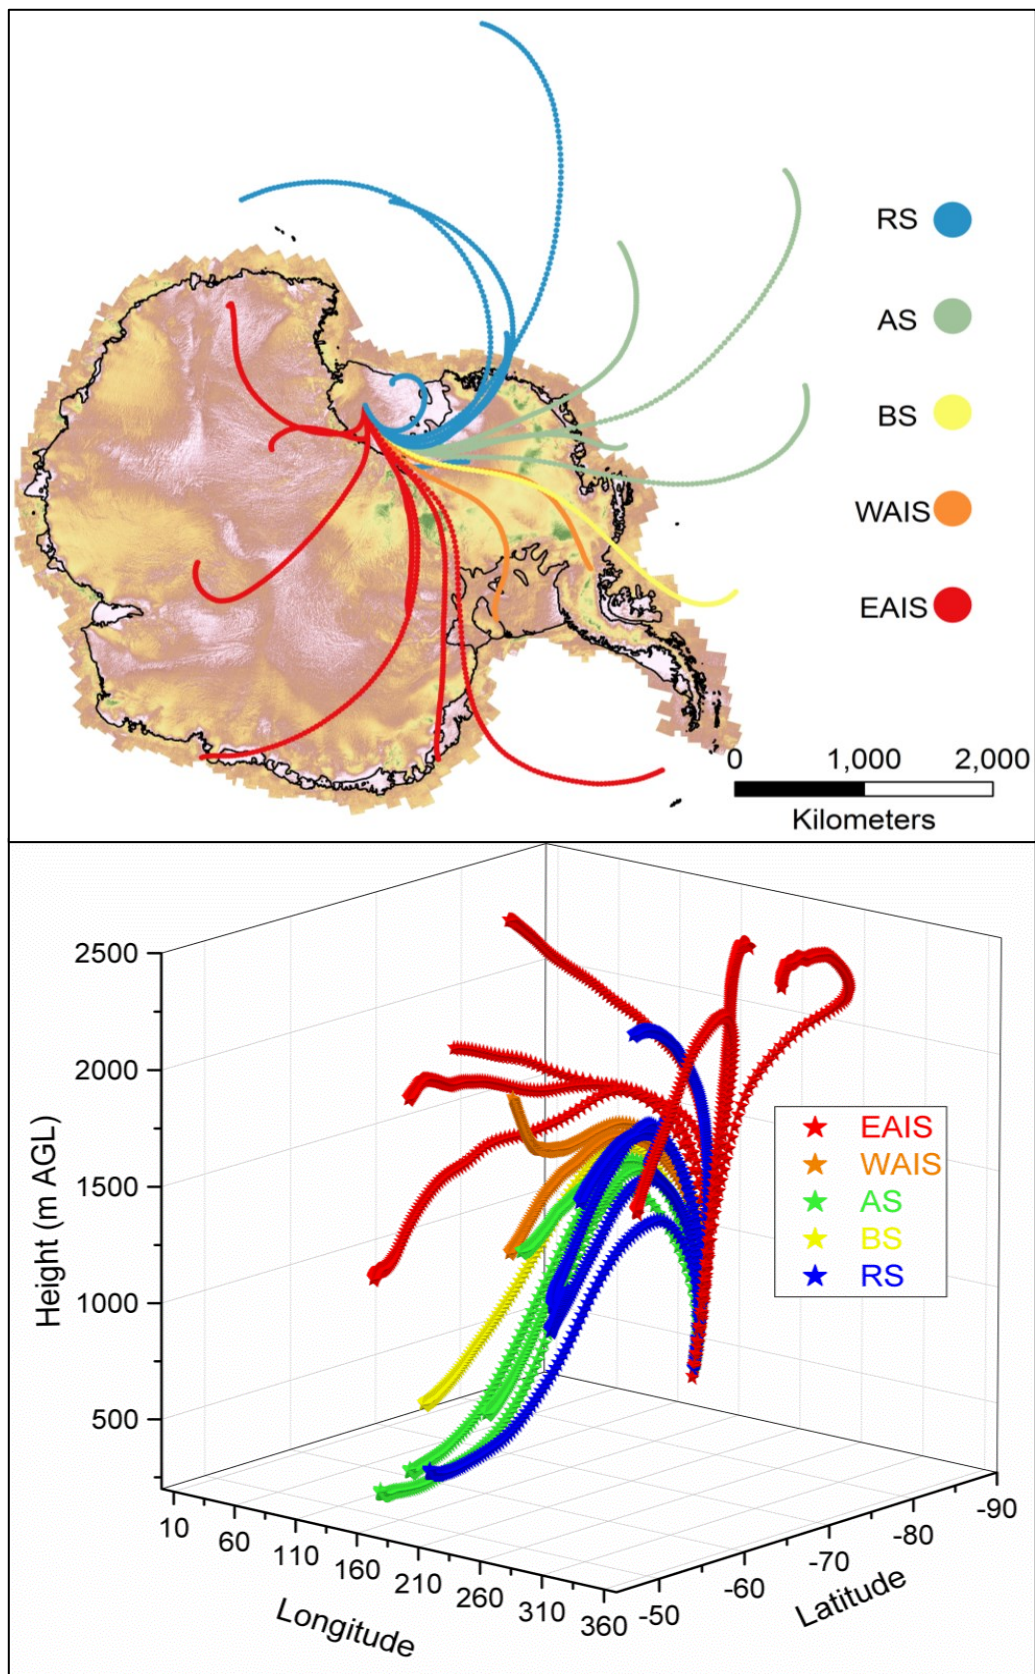 RS
AS
BS
WAIS
EAIS
0 1,000 2,000
Kilometers
2500
2000
1500
1000
500
Height (m AGL)
EAIS
WAIS
AS
BS
RS
10 60 110 160 210 260 310 360
Longitude
-50 -60 -70 -80 -90
Latitude